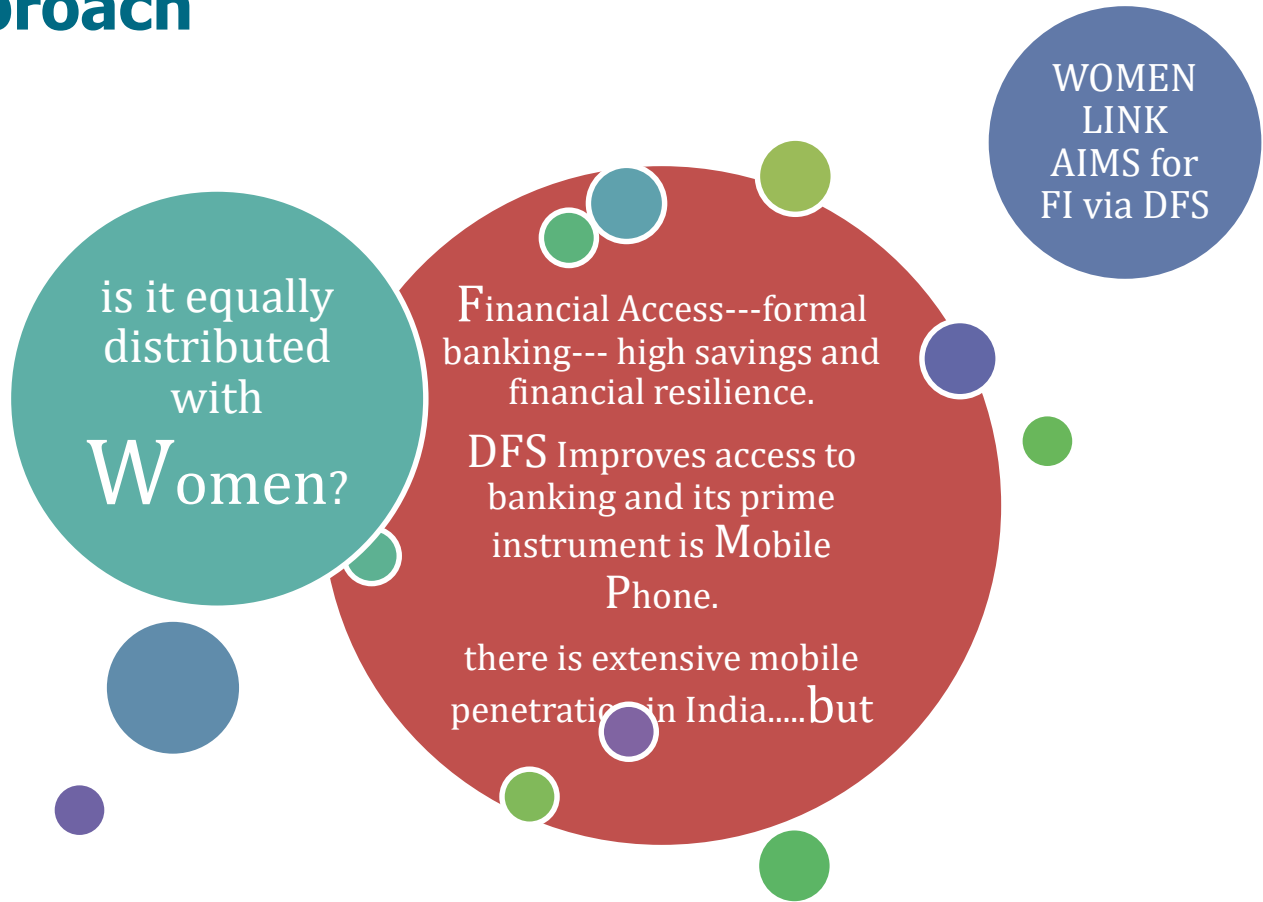 proach
Financial Access---formal
banking--- high savings and
financial resilience.
DFS Improves access to
banking and its prime
instrument is Mobile
Phone.
there is extensive mobile
penetration in India.....but
is it equally
distributed
with
Women?
WOMEN
LINK
AIMS for
FI via DFS